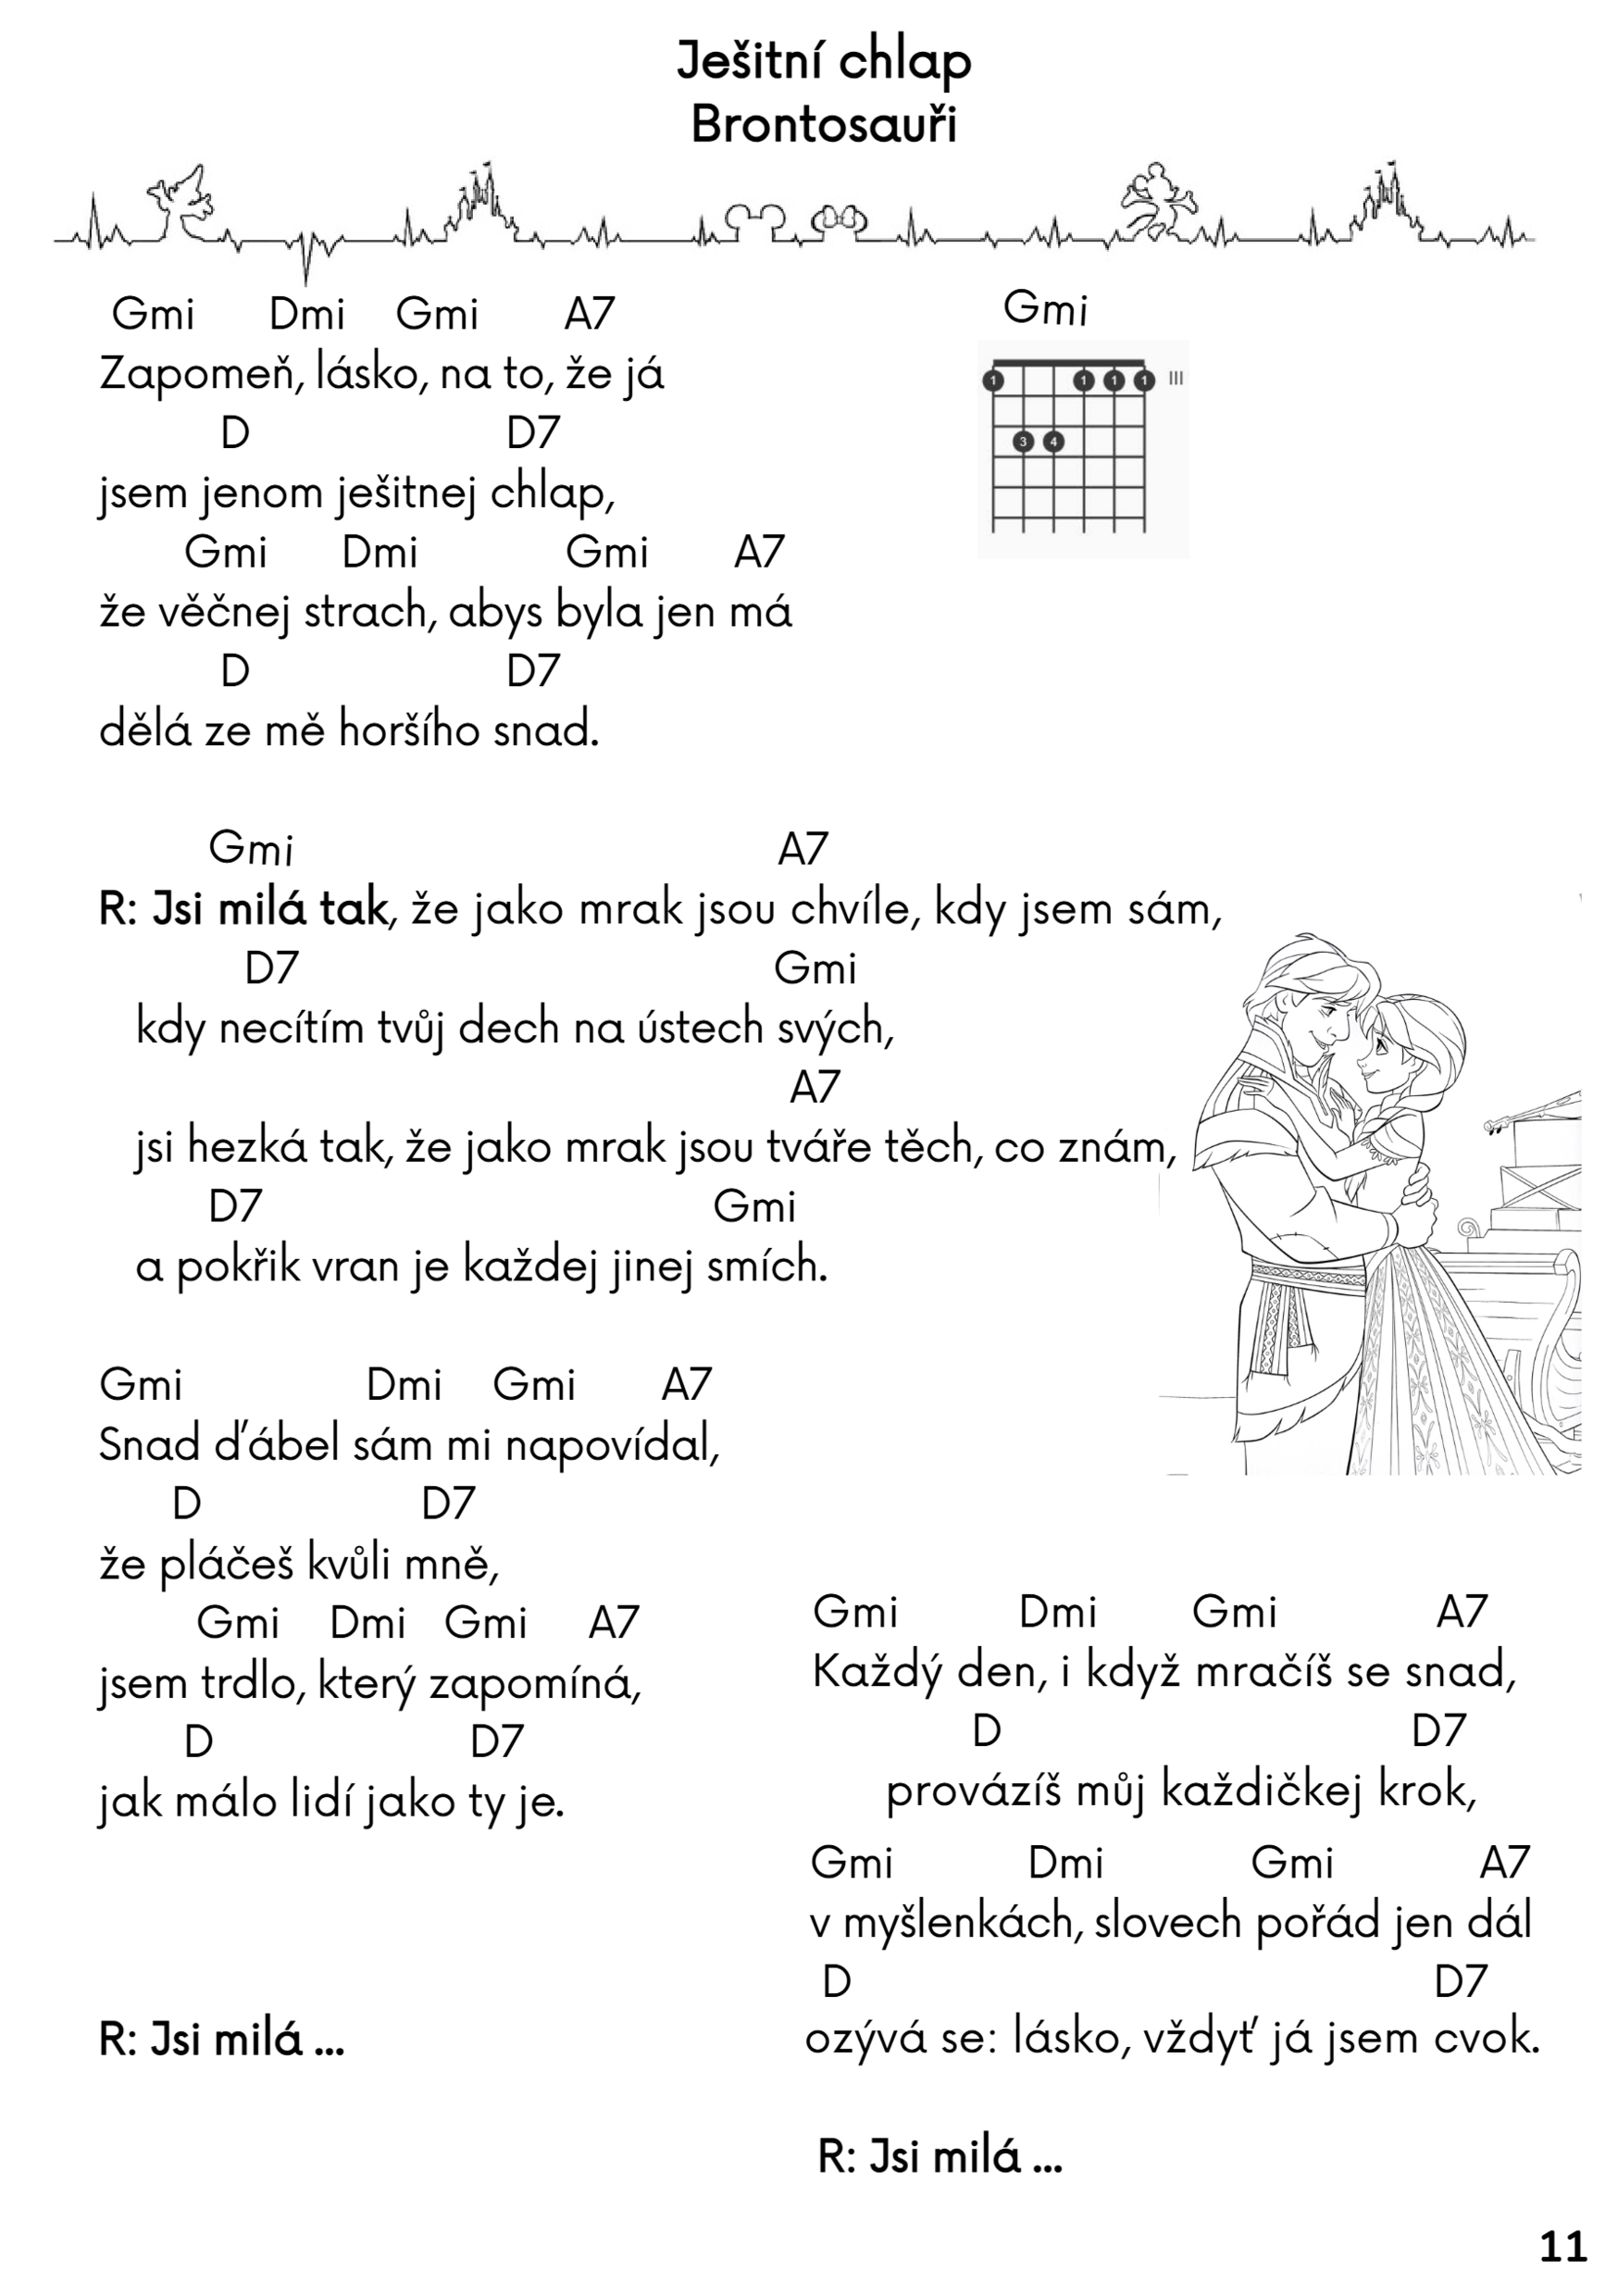 Ješitní chlap
Brontosauři
Gmi Dmi Gmi A7
Zapomeň, lásko, na to, že já
D D7
jsem jenom ješitnej chlap,
Gmi Dmi Gmi A7
že věčnej strach, abys byla jen má
D D7
dělá ze mě horšího snad.
Gmi
1 1 1 1 III
3 4
Gmi A7
R: Jsi milá tak, že jako mrak jsou chvíle, kdy jsem sám,
D7 Gmi
kdy necítím tvůj dech na ústech svých,
A7
jsi hezká tak, že jako mrak jsou tváře těch, co znám,
D7 Gmi
a pokřik vran je každej jinej smích.
Gmi Dmi Gmi A7
Snad ďábel sám mi napovídal,
D D7
že pláčeš kvůli mně,
Gmi Dmi Gmi A7
jsem trdlo, který zapomíná,
D D7
jak málo lidí jako ty je.
R: Jsi milá ...
Gmi Dmi Gmi A7
Každý den, i když mračíš se snad,
D D7
provázíš můj každičkej krok,
Gmi Dmi Gmi A7
v myšlenkách, slovech pořád jen dál
D D7
ozývá se: lásko, vždyť já jsem cvok.
R: Jsi milá ...
11